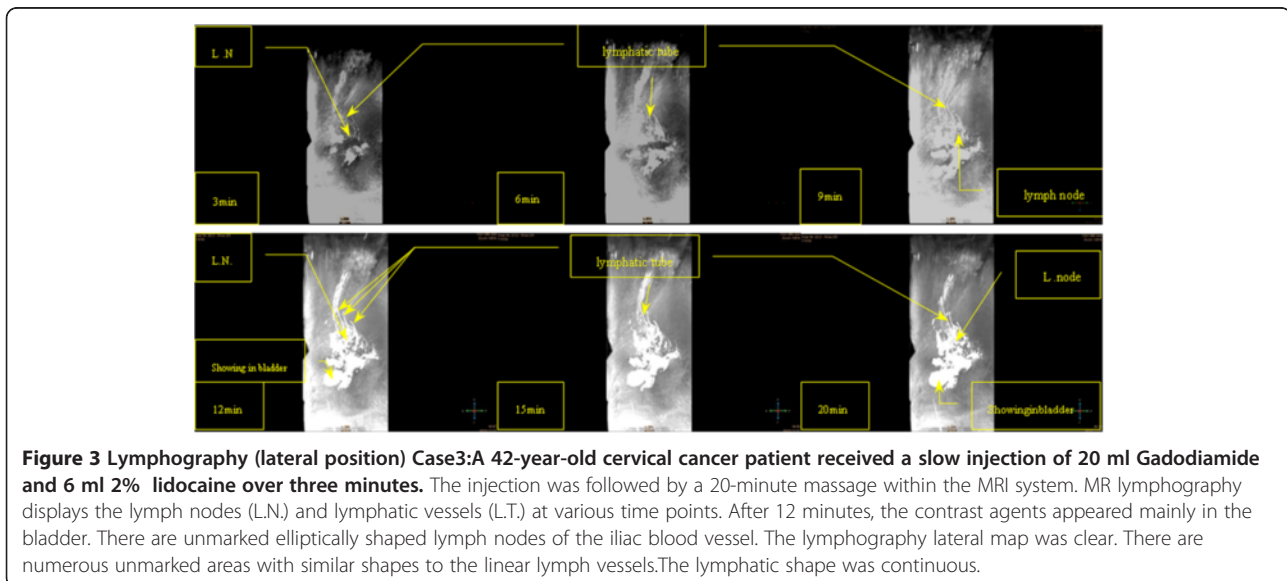 L .N
lymphatic tube
3min
6min
9min
lymph node
L.N.
lymphatic tube
L .node
Showing in bladder
12min
15min
20min
Showinginbladder
Figure 3 Lymphography (lateral position) Case3:A 42-year-old cervical cancer patient received a slow injection of 20 ml Gadodiamide
and 6 ml 2% lidocaine over three minutes. The injection was followed by a 20-minute massage within the MRI system. MR lymphography
displays the lymph nodes (L.N.) and lymphatic vessels (L.T.) at various time points. After 12 minutes, the contrast agents appeared mainly in the
bladder. There are unmarked elliptically shaped lymph nodes of the iliac blood vessel. The lymphography lateral map was clear. There are
numerous unmarked areas with similar shapes to the linear lymph vessels.The lymphatic shape was continuous.